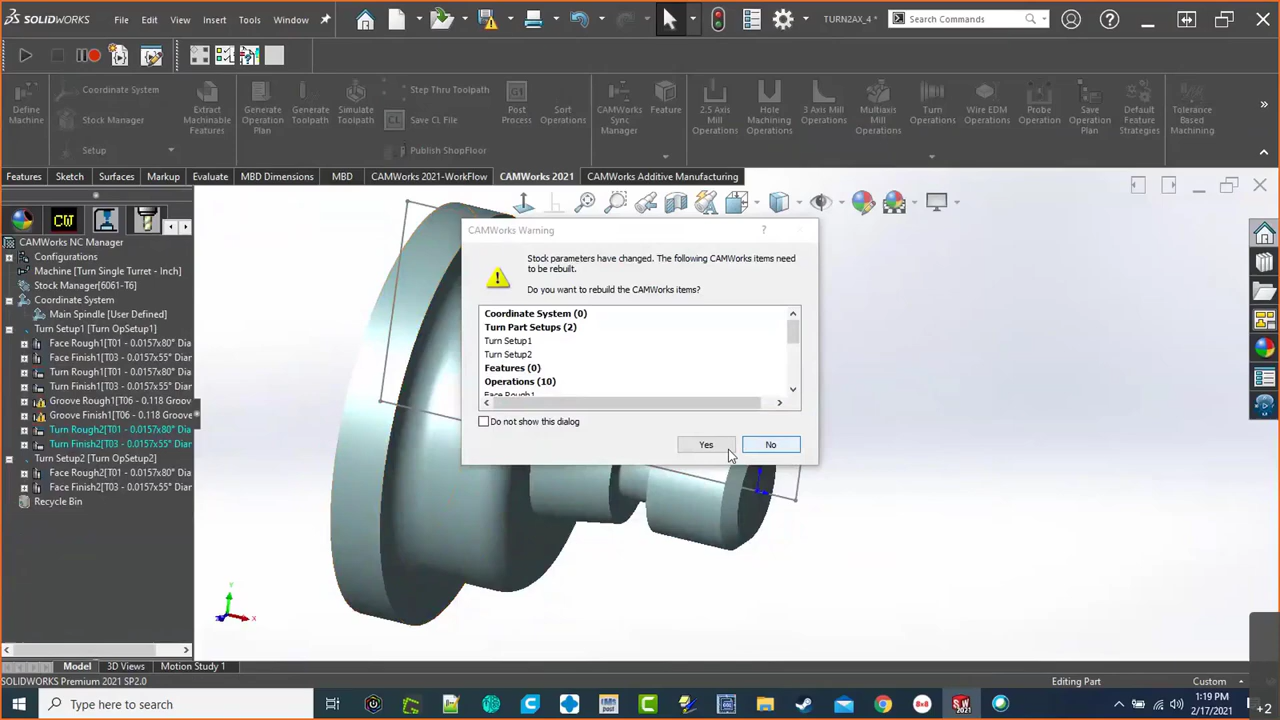 SOLIDWORKS File Edit View Insert Tools Window TURN2AX_4 * Search Commands
Define Machine Coordinate System Stock Manager Setup Extract Machinable Features Generate Operation Plan Generate Toolpath Simulate Toolpath Step Thru Toolpath Save CL File Publish ShopFloor G1 Post Process Sort Operations CAMWorks Sync Manager Feature 2.5 Axis Mill Operations Hole Machining Operations 3 Axis Mill Operations Multiaxis Mill Operations Turn Operations Wire EDM Operations Probe Operation Save Operation Plan Default Feature Strategies Tolerance Based Machining
Features Sketch Surfaces Markup Evaluate MBD Dimensions MBD CAMWorks 2021-WorkFlow CAMWorks 2021 CAMWorks Additive Manufacturing
CW
CAMWorks NC Manager
Configurations
Machine [Turn Single Turret - Inch]
Stock Manager[6061-T6]
Coordinate System
Main Spindle [User Defined]
Turn Setup1 [Turn OpSetup1]
Face Rough1[T01 - 0.0157x80° Diar
Face Finish1[T03 - 0.0157x55° Diar
Turn Rough1[T01 - 0.0157x80° Diar
Turn Finish1[T03 - 0.0157x55° Diar
Groove Rough1[T06 - 0.118 Groov
Groove Finish1[T06 - 0.118 Groove
Turn Rough2[T01 - 0.0157x80° Diar
Turn Finish2[T03 - 0.0157x55° Diar
Turn Setup2 [Turn OpSetup2]
Face Rough2[T01 - 0.0157x80° Diar
Face Finish2[T03 - 0.0157x55° Diar
Recycle Bin
CAMWorks Warning ?
Stock parameters have changed. The following CAMWorks items need
to be rebuilt.
Do you want to rebuild the CAMWorks items?
Coordinate System (0)
Turn Part Setups (2)
Turn Setup1
Turn Setup2
Features (0)
Operations (10)
Face Rough1
Do not show this dialog
Yes No
Y
X
Z
Model 3D Views Motion Study 1
SOLIDWORKS Premium 2021 SP2.0 Editing Part Custom
Type here to search 1:19 PM
2/17/2021
+2